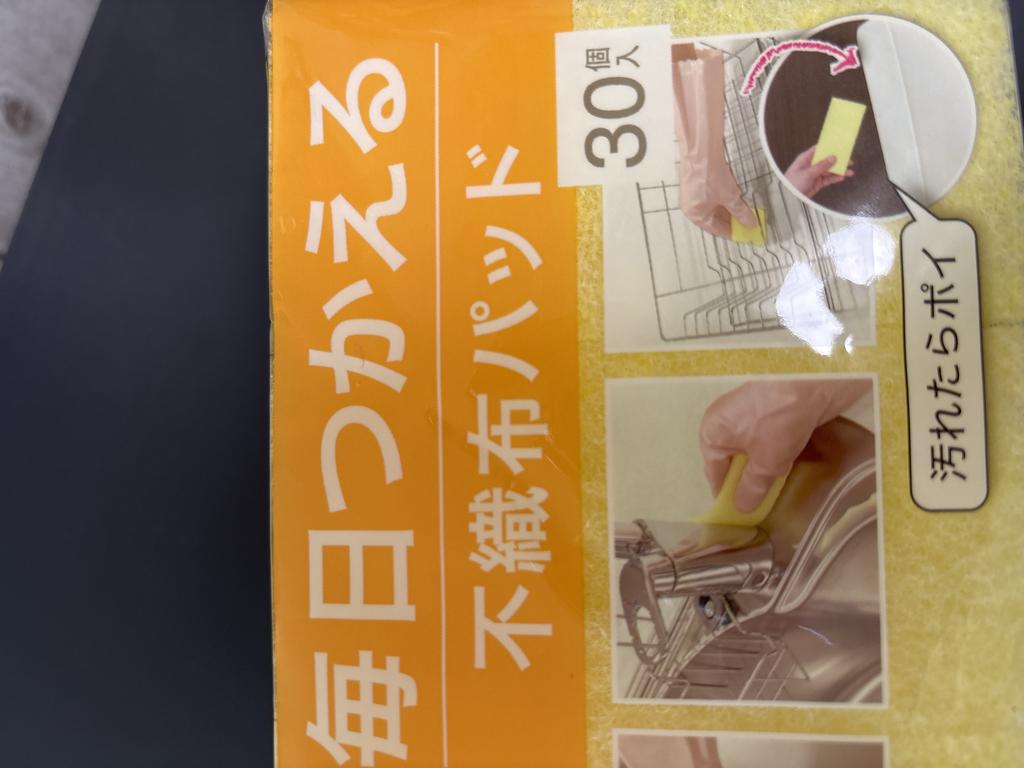 毎日つかえる
不織布パッド
30個入
汚れたらポイ